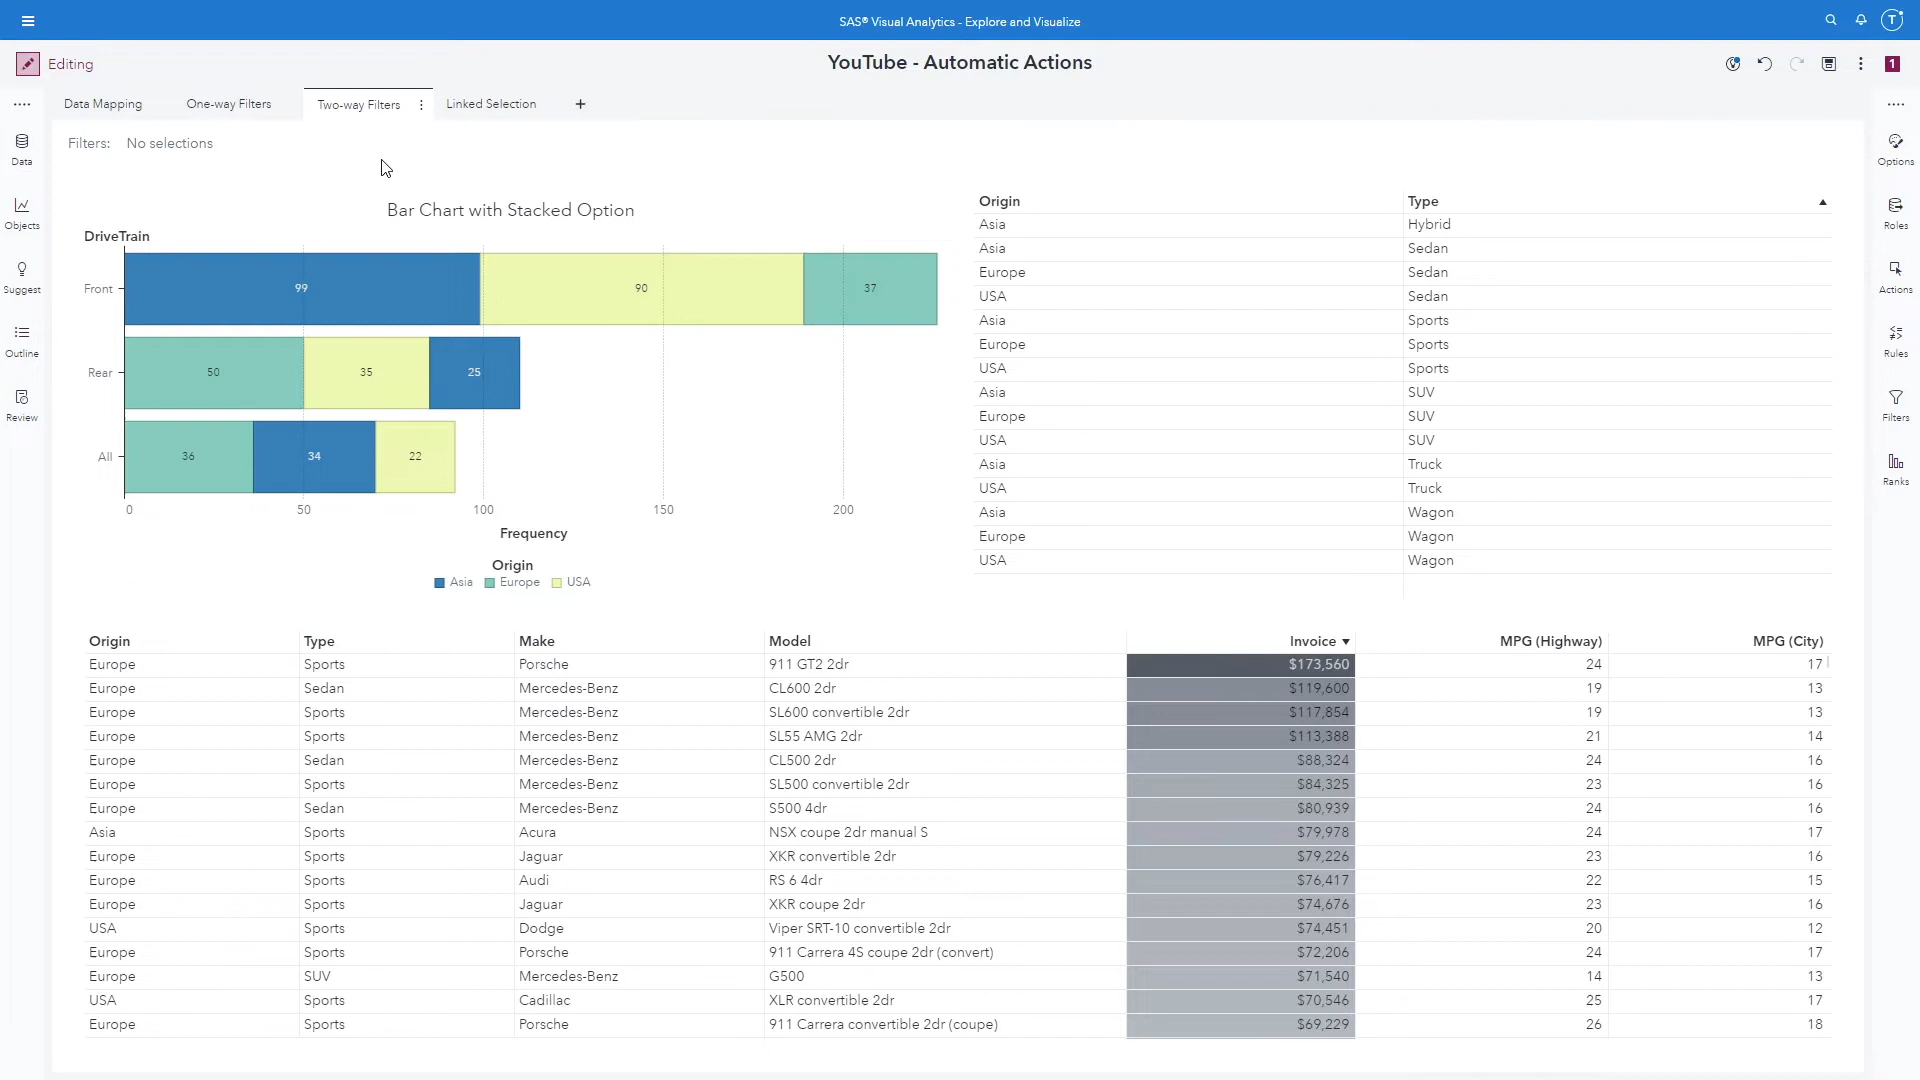 SAS® Visual Analytics - Explore and Visualize
T
Editing
YouTube - Automatic Actions
1
Data Mapping
One-way Filters
Two-way Filters
Linked Selection
Data
Objects
Suggest
Outline
Review
Options
Roles
Actions
Rules
Filters
Ranks
Filters: No selections
Bar Chart with Stacked Option
DriveTrain
Front 99 90 37
Rear 50 35 25
All 36 34 22
0 50 100 150 200
Frequency
Origin
Asia Europe USA
Origin Type
Asia Hybrid
Asia Sedan
Europe Sedan
USA Sedan
Asia Sports
Europe Sports
USA Sports
Asia SUV
Europe SUV
USA SUV
Asia Truck
USA Truck
Asia Wagon
Europe Wagon
USA Wagon
Origin Type Make Model Invoice MPG (Highway) MPG (City)
Europe Sports Porsche 911 GT2 2dr $173,560 24 17
Europe Sedan Mercedes-Benz CL600 2dr $119,600 19 13
Europe Sports Mercedes-Benz SL600 convertible 2dr $117,854 19 13
Europe Sports Mercedes-Benz SL55 AMG 2dr $113,388 21 14
Europe Sedan Mercedes-Benz CL500 2dr $88,324 24 16
Europe Sports Mercedes-Benz SL500 convertible 2dr $84,325 23 16
Europe Sedan Mercedes-Benz S500 4dr $80,939 24 16
Asia Sports Acura NSX coupe 2dr manual S $79,978 24 17
Europe Sports Jaguar XKR convertible 2dr $79,226 23 16
Europe Sports Audi RS 6 4dr $76,417 22 15
Europe Sports Jaguar XKR coupe 2dr $74,676 23 16
USA Sports Dodge Viper SRT-10 convertible 2dr $74,451 20 12
Europe Sports Porsche 911 Carrera 4S coupe 2dr (convert) $72,206 24 17
Europe SUV Mercedes-Benz G500 $71,540 14 13
USA Sports Cadillac XLR convertible 2dr $70,546 25 17
Europe Sports Porsche 911 Carrera convertible 2dr (coupe) $69,229 26 18